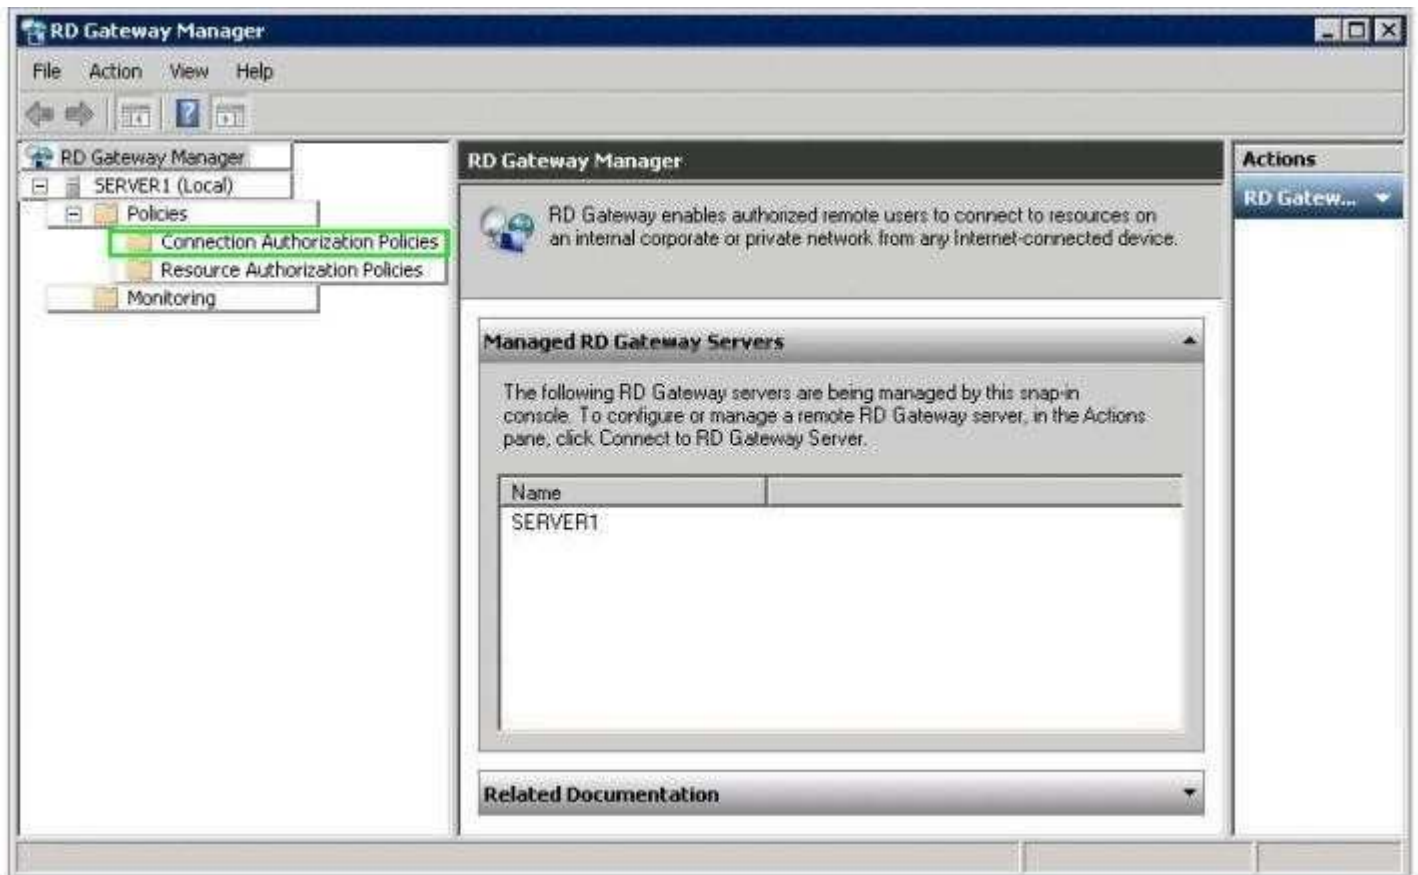 RD Gateway Manager
File Action View Help
RD Gateway Manager
SERVER1 (Local)
Policies
Connection Authorization Policies
Resource Authorization Policies
Monitoring
RD Gateway Manager
RD Gateway enables authorized remote users to connect to resources on
an internal corporate or private network from any Internet-connected device.
Managed RD Gateway Servers
The following RD Gateway servers are being managed by this snap-in
console. To configure or manage a remote RD Gateway server, in the Actions
pane, click Connect to RD Gateway Server.
Name
SERVER1
Related Documentation
Actions
RD Gatew...